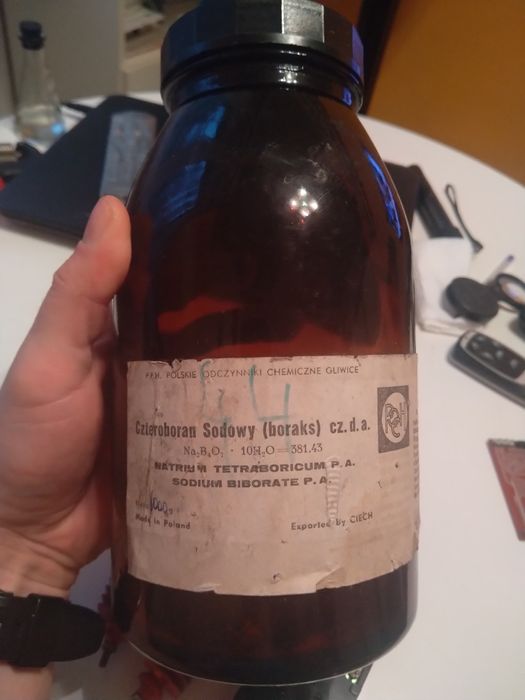 P.P.H. POLSKIE ODCZYNNIKI CHEMICZNE GLIWICE
Czteroboran Sodowy (boraks) cz.d.a.
Na₂B₄O₇ · 10H₂O = 381.43
NATRIUM TETRABORICUM P.A.
SODIUM BIBORATE P.A.
1000 g
Made in Poland
Exported By CIECH